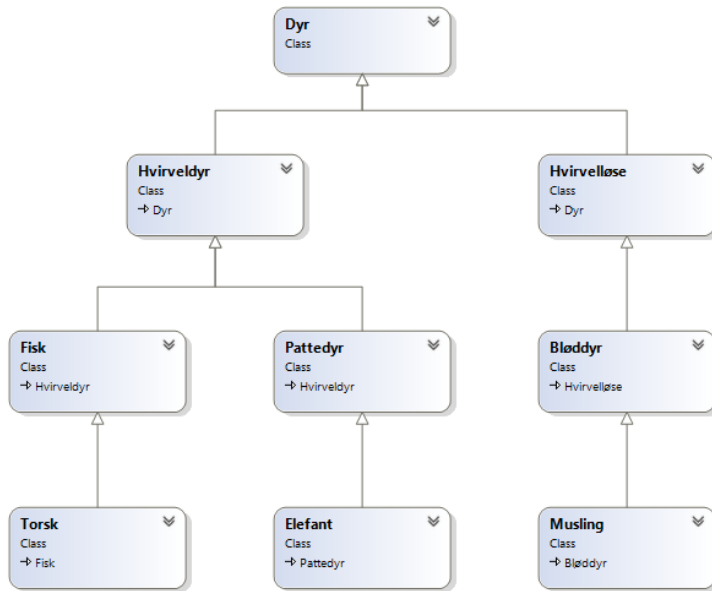 Dyr
Class
Hvirveldyr
Class
Dyr
Hvirvelløse
Class
Dyr
Fisk
Class
Hvirveldyr
Pattedyr
Class
Hvirveldyr
Bløddyr
Class
Hvirvelløse
Torsk
Class
Fisk
Elefant
Class
Pattedyr
Musling
Class
Bløddyr